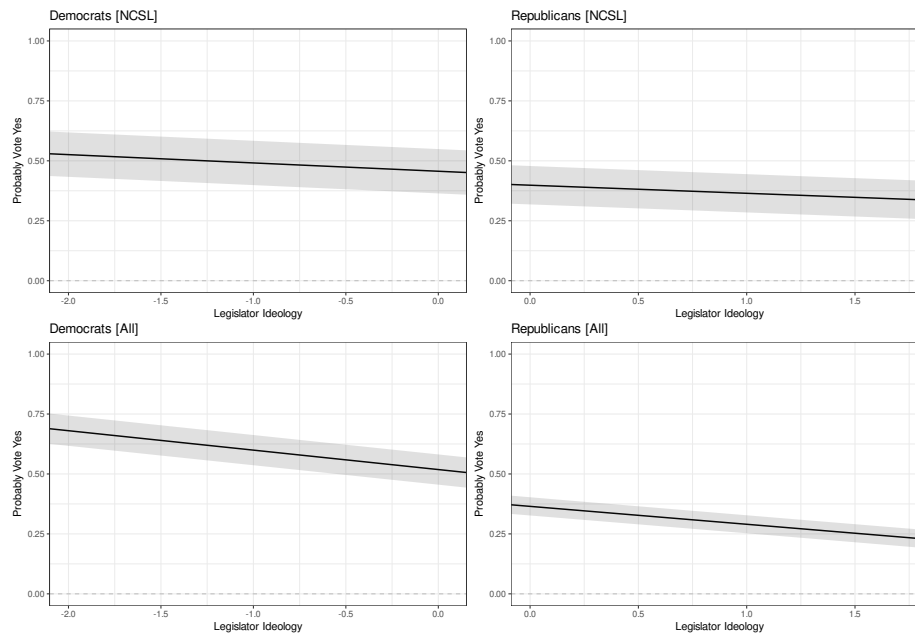 Democrats [NCSL]
Probably Vote Yes
1.00
0.75
0.50
0.25
0.00
-2.0 -1.5 -1.0 -0.5 0.0
Legislator Ideology
Republicans [NCSL]
Probably Vote Yes
1.00
0.75
0.50
0.25
0.00
0.0 0.5 1.0 1.5
Legislator Ideology
Democrats [All]
Probably Vote Yes
1.00
0.75
0.50
0.25
0.00
-2.0 -1.5 -1.0 -0.5 0.0
Legislator Ideology
Republicans [All]
Probably Vote Yes
1.00
0.75
0.50
0.25
0.00
0.0 0.5 1.0 1.5
Legislator Ideology